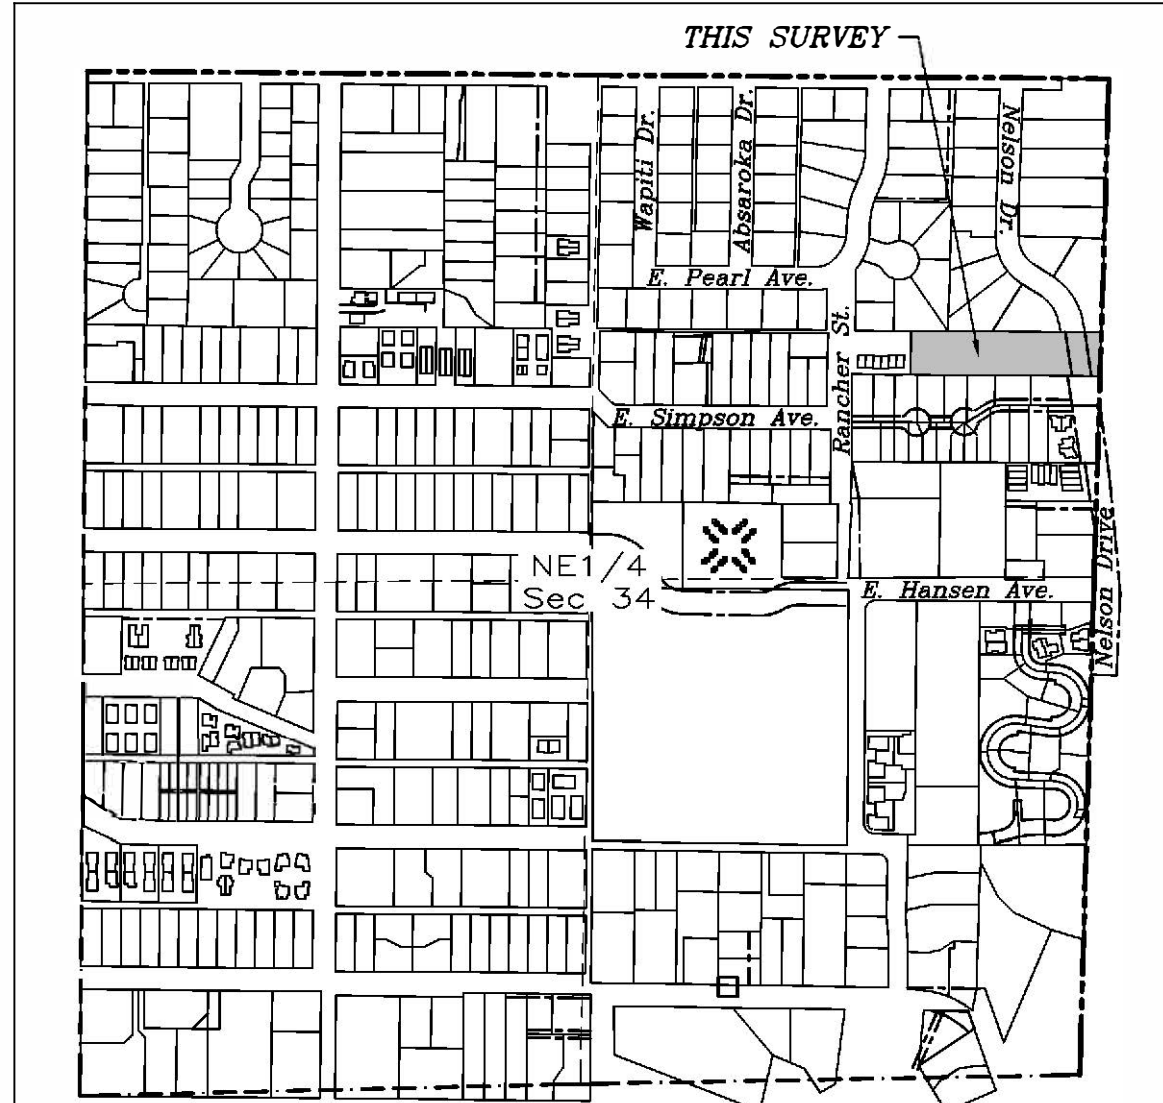 THIS SURVEY
Wapiti Dr.
Absaroka Dr.
Nelson Dr.
E. Pearl Ave.
Rancher St.
E. Simpson Ave.
Nelson Drive
NE1/4
Sec 34
E. Hansen Ave.